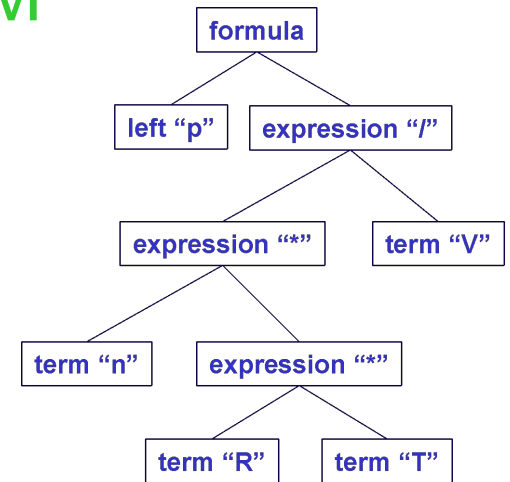 formula
left “p”
expression “/”
expression “*”
term “V”
term “n”
expression “*”
term “R”
term “T”